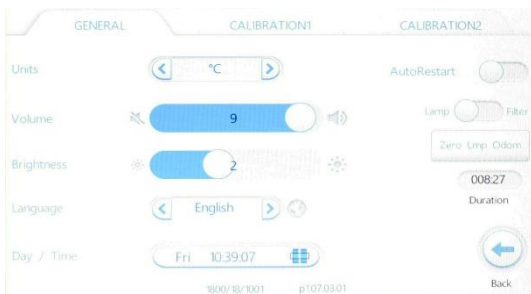 GENERAL CALIBRATION1 CALIBRATION2
Units °C AutoRestart
Volume 9 Lamp Filter
Zero Lmp Odom
Brightness 2 008:27
Duration
Language English
Day / Time Fri 10:39:07
Back
1800/18/1001 p107.03.01